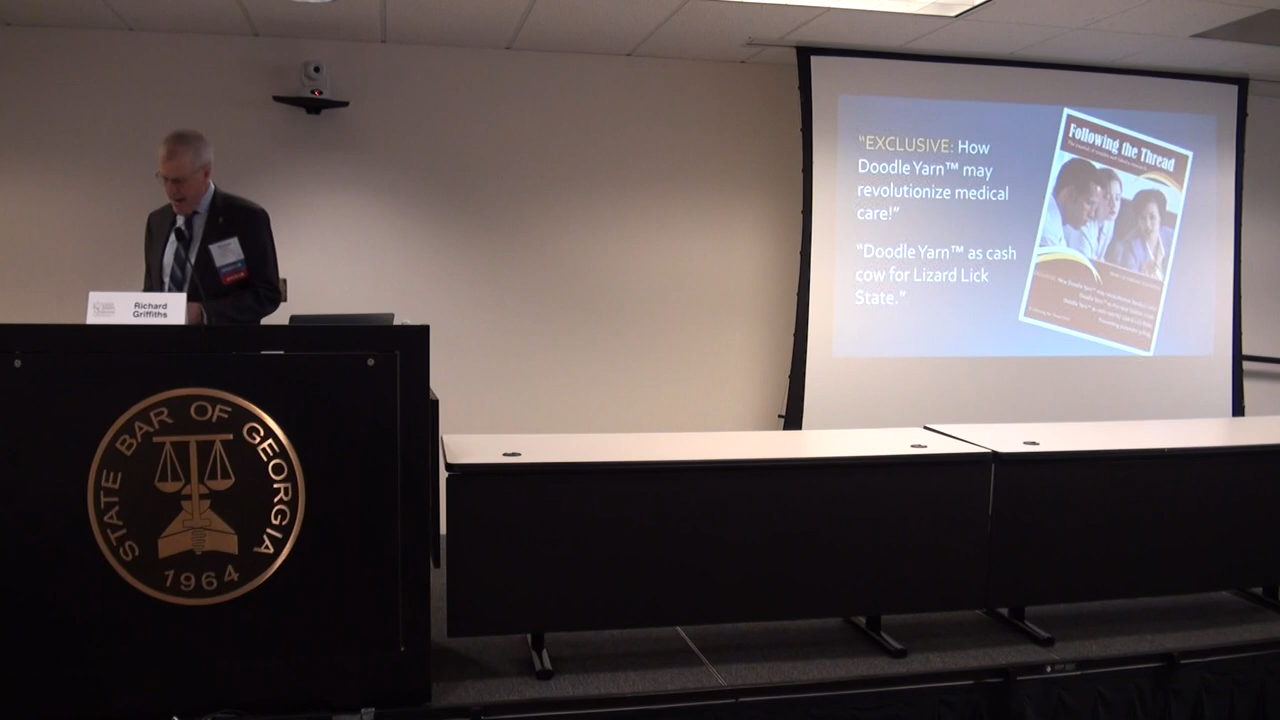 Richard
Griffiths
STATE BAR OF GEORGIA
1964
“EXCLUSIVE: How
Doodle Yarn™ may
revolutionize medical
care!”
“Doodle Yarn™ as cash
cow for Lizard Lick
State.”
Following the Thread